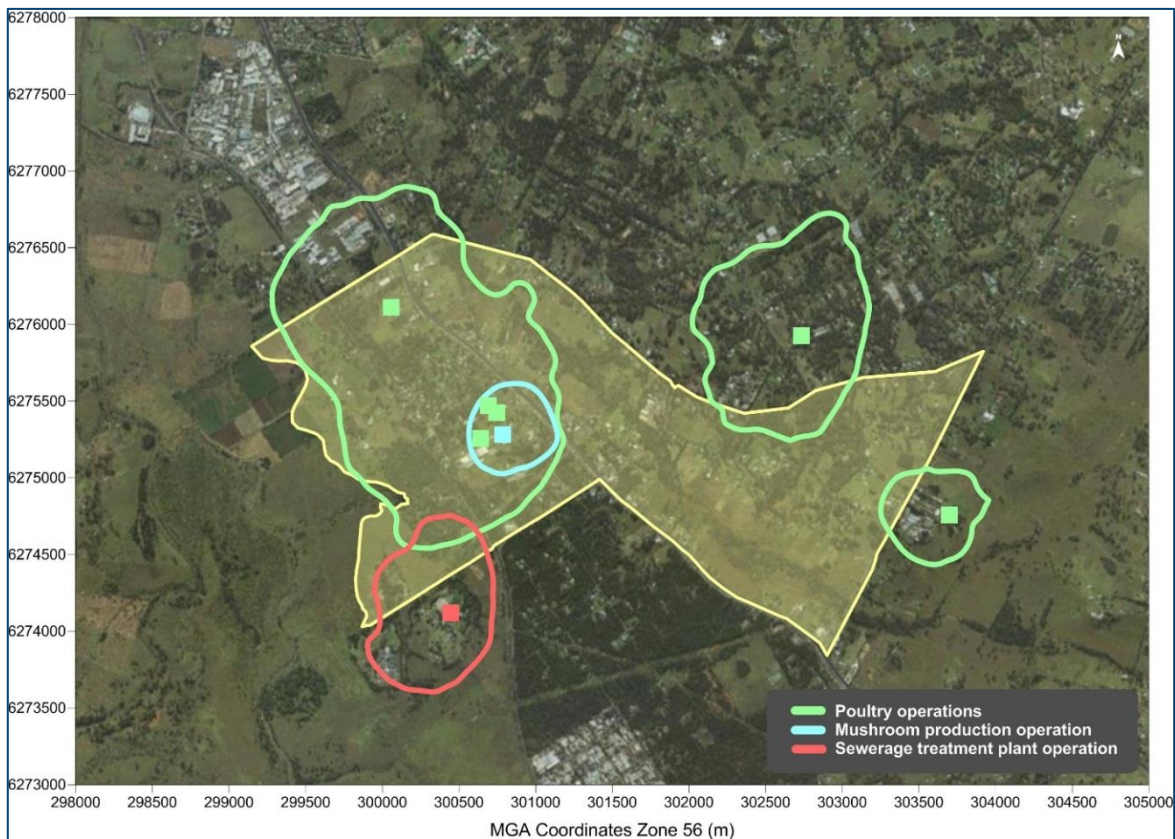 6278000
N
6277500
6277000
6276500
6276000
6275500
6275000
6274500
6274000
6273500
6273000
Poultry operations
Mushroom production operation
Sewerage treatment plant operation
298000 298500 299000 299500 300000 300500 301000 301500 302000 302500 303000 303500 304000 304500 305000
MGA Coordinates Zone 56 (m)